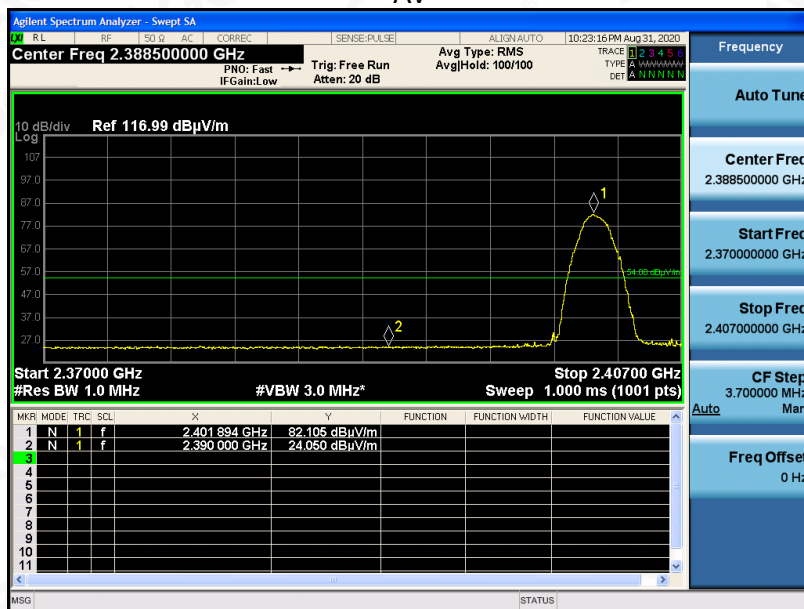 AV
Agilent Spectrum Analyzer - Swept SA
LXI RL RF 50 Ω AC CORREC SENSE:PULSE ALIGN AUTO 10:23:16 PM Aug 31, 2020
Center Freq 2.388500000 GHz
PNO: Fast
IFGain:Low
Trig: Free Run
Atten: 20 dB
Avg Type: RMS
Avg|Hold: 100/100
TRACE 1 2 3 4 5 6
TYPE A WWWWW
DET A N N N N N
Frequency
Auto Tune
Center Freq
2.388500000 GHz
Start Freq
2.370000000 GHz
Stop Freq
2.407000000 GHz
CF Step
3.700000 MHz
Auto Man
Freq Offset
0 Hz
10 dB/div Ref 116.99 dBµV/m
Log
107
97.0
87.0
77.0
67.0
57.0
47.0
37.0
27.0
1
54.00 dBµV/m
2
Start 2.37000 GHz Stop 2.40700 GHz
#Res BW 1.0 MHz #VBW 3.0 MHz* Sweep 1.000 ms (1001 pts)
MKR MODE TRC SCL X Y FUNCTION FUNCTION WIDTH FUNCTION VALUE
1 N 1 f 2.401 894 GHz 82.105 dBµV/m
2 N 1 f 2.390 000 GHz 24.050 dBµV/m
3
4
5
6
7
8
9
10
11
MSG STATUS